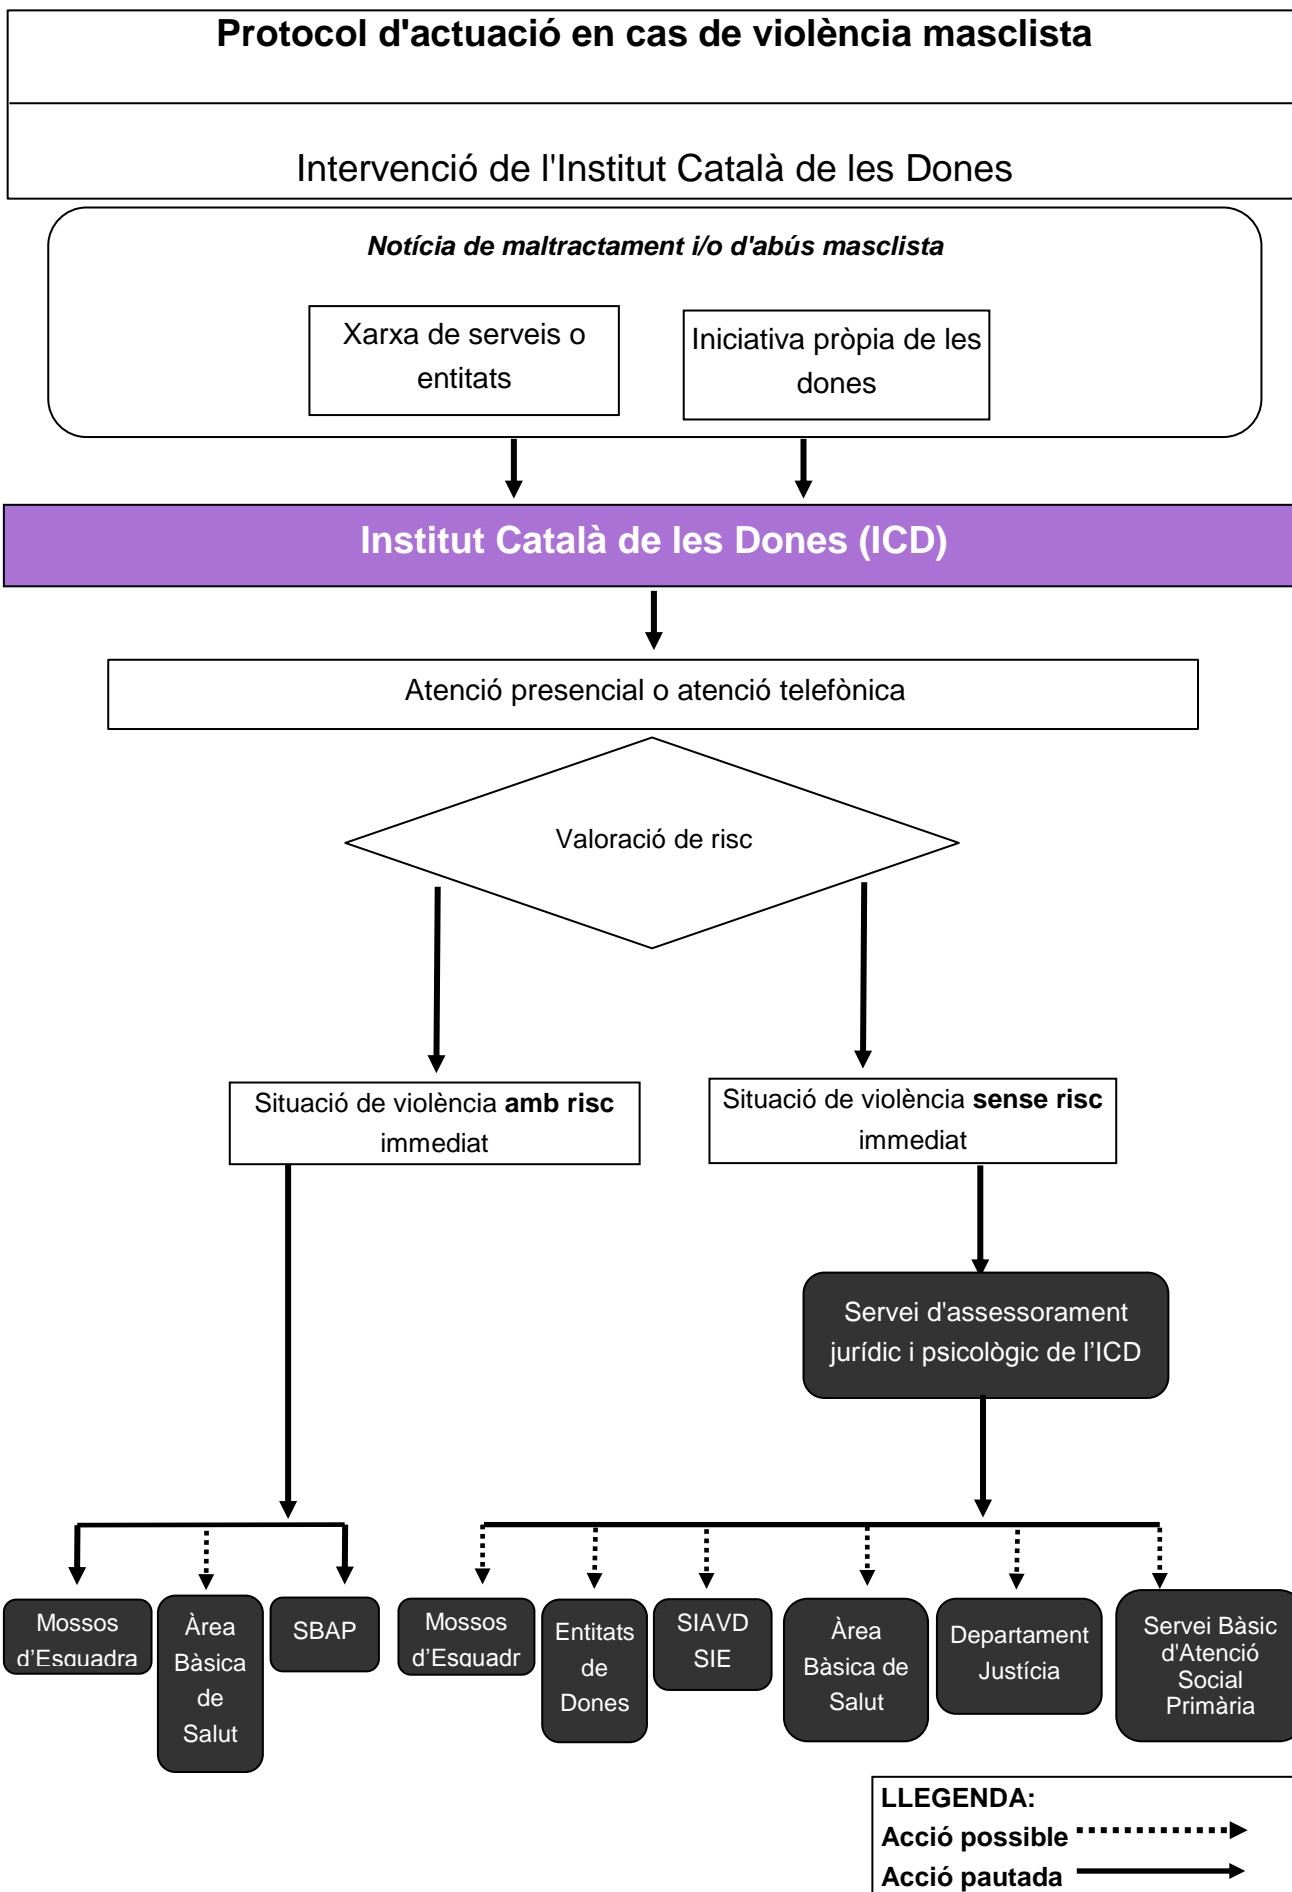 Protocol d'actuació en cas de violència masclista
Intervenció de l'Institut Català de les Dones
Notícia de maltractament i/o d'abús masclista
Xarxa de serveis o
entitats
Iniciativa pròpia de les
dones
Institut Català de les Dones (ICD)
Atenció presencial o atenció telefònica
Valoració de risc
Situació de violència amb risc
immediat
Situació de violència sense risc
immediat
Servei d'assessorament
jurídic i psicològic de l’ICD
Mossos
d’Esquadra
Àrea
Bàsica
de
Salut
SBAP
Mossos
d’Esquadr
Entitats
de
Dones
SIAVD
SIE
Àrea
Bàsica de
Salut
Departament
Justícia
Servei Bàsic
d'Atenció
Social
Primària
LLEGENDA:
Acció possible
Acció pautada